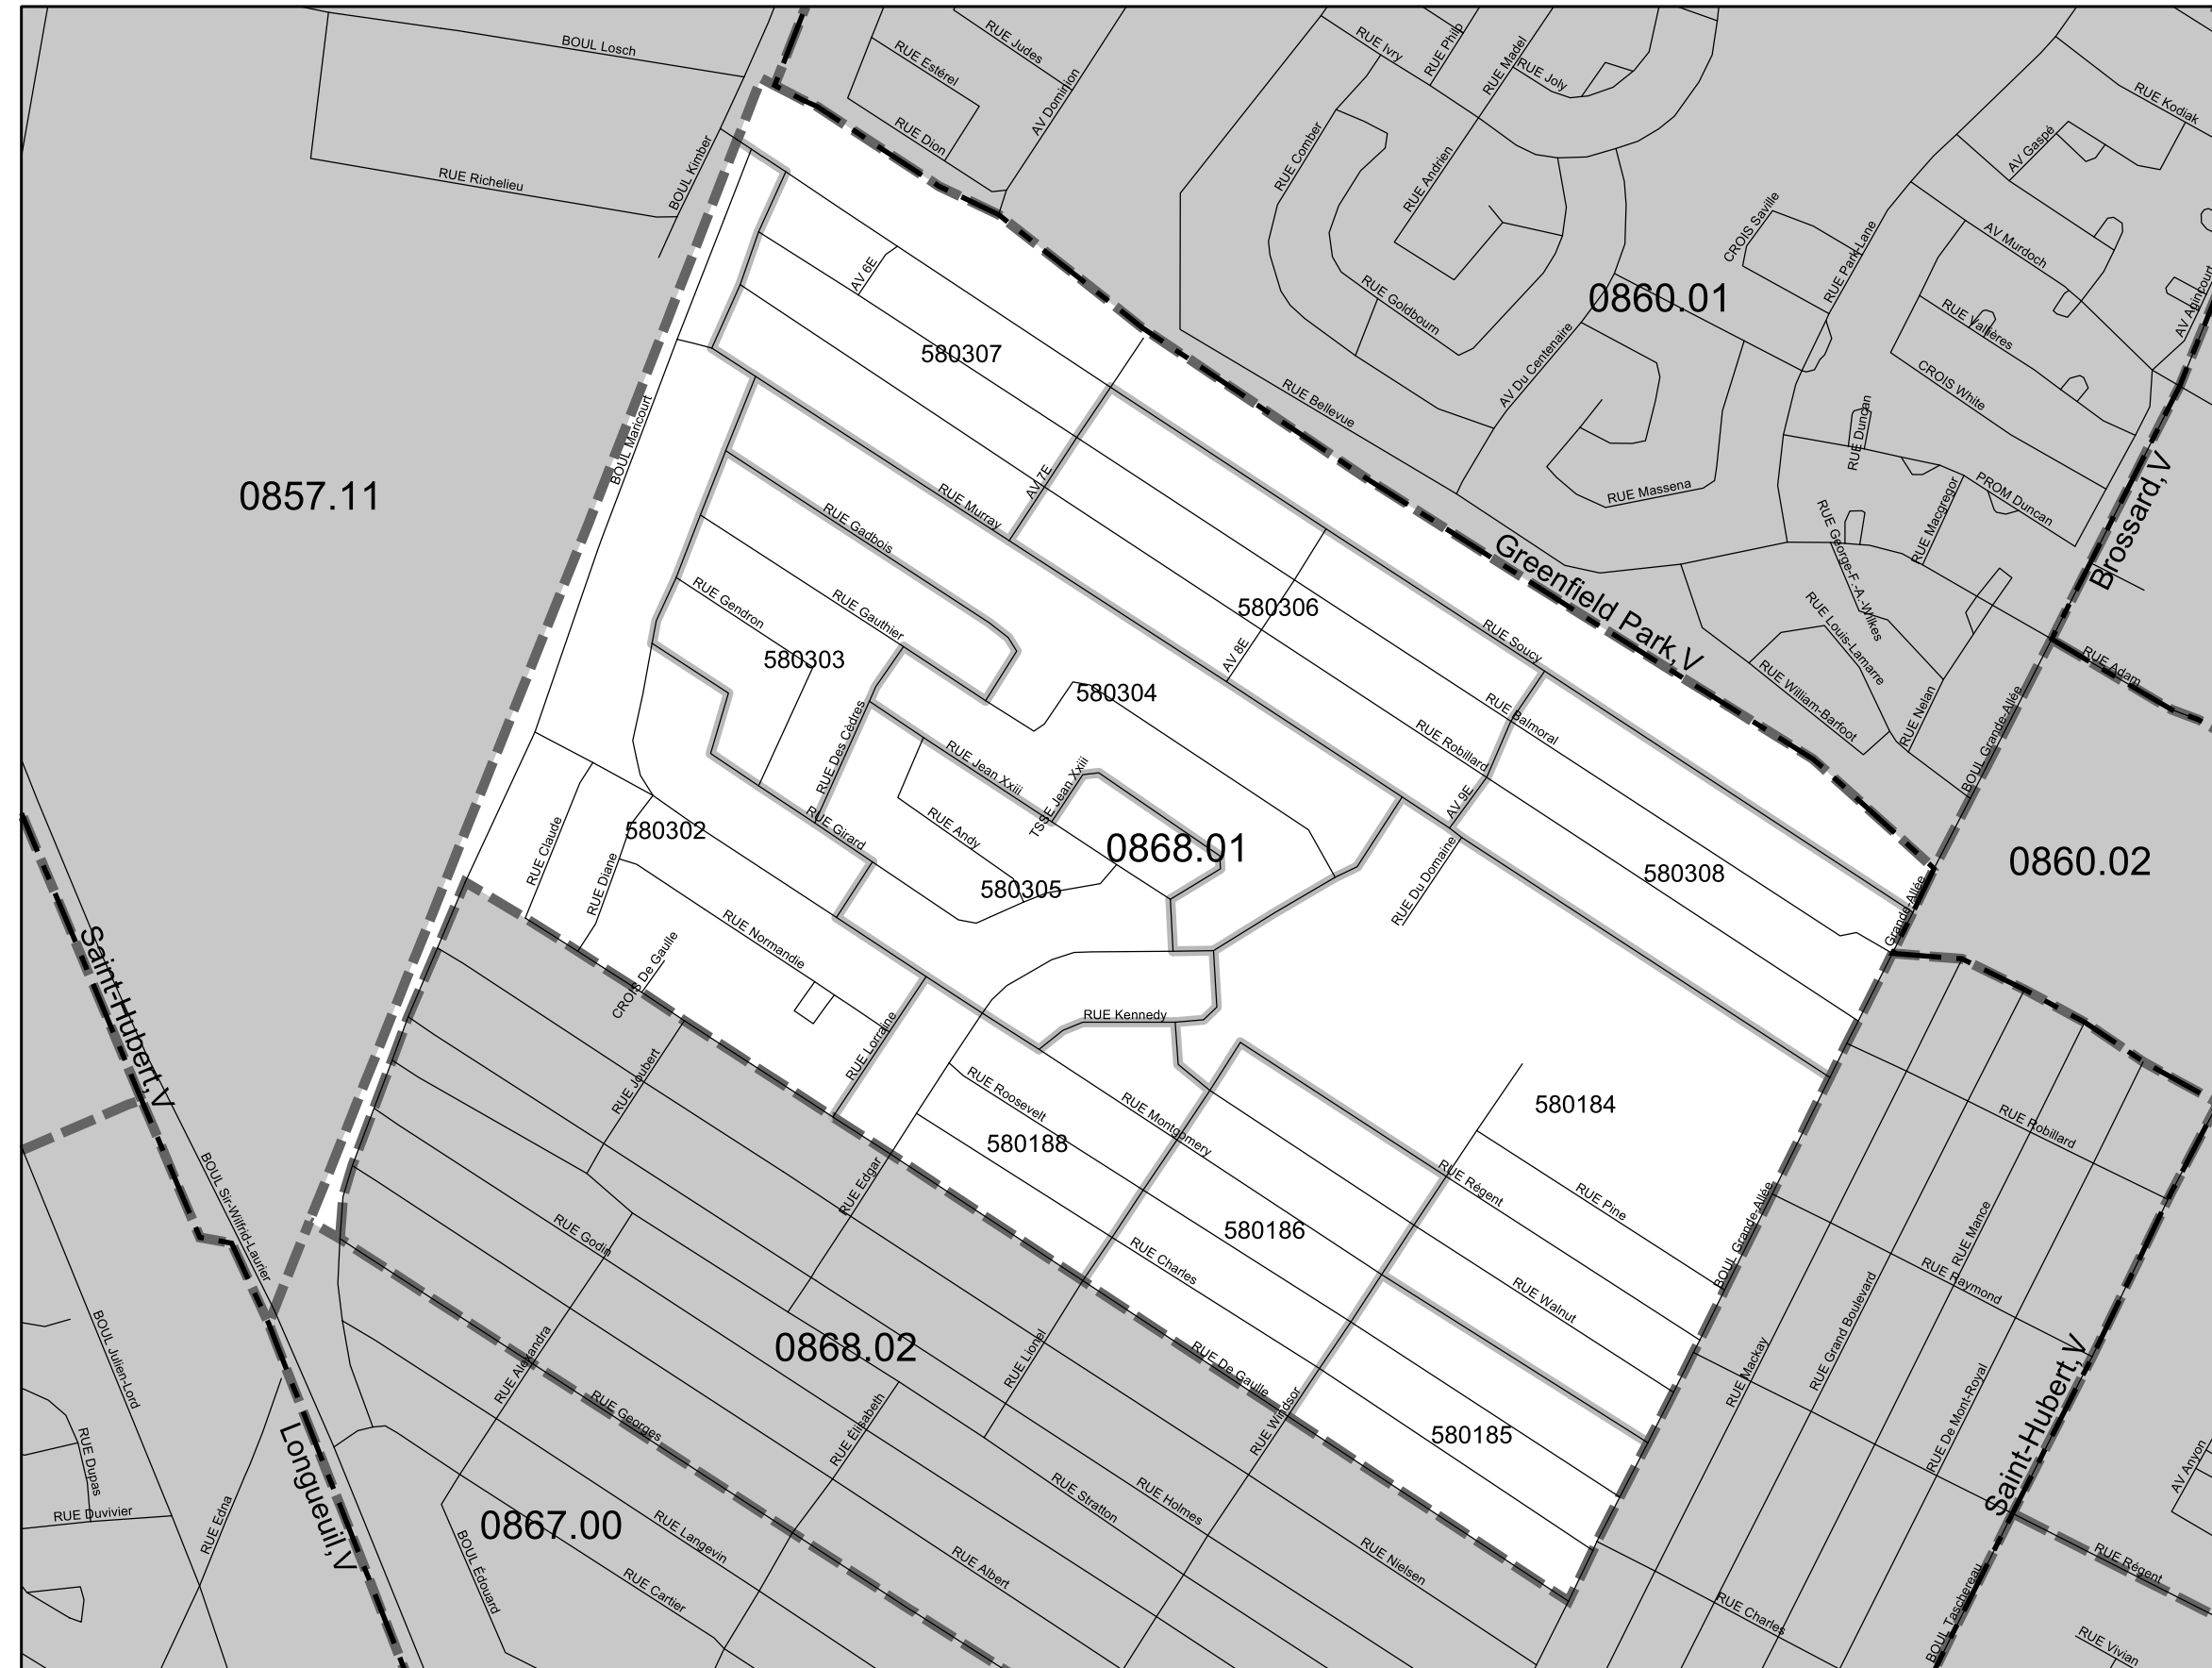 BOUL Losch
RUE Judes
RUE Estérel
AV Dominion
RUE Dion
RUE Ivry
RUE Philp
RUE Madel
RUE Joly
RUE Kodiak
AV Gaspé
BOUL Kimber
RUE Richelieu
RUE Comber
RUE Andrien
CROIS Saville
RUE Park-Lane
AV Murdoch
AV Agincourt
AV 6E
RUE Goldbourn
0860.01
RUE Vallères
580307
AV Du Centenaire
CROIS White
RUE Bellevue
BOUL Maricourt
RUE Duncan
0857.11
AV 7E
RUE Murray
RUE Massena
PROM Duncan
RUE Macgregor
Brossard,V
RUE Gadbois
RUE George-F.-A.-Wilkes
Greenfield Park,V
RUE Gendron
RUE Gauthier
580306
RUE Soucy
RUE Louis-Lamarre
RUE Adam
580303
AV 8E
RUE William-Barfoot
RUE Nelan
BOUL Grande-Allée
580304
RUE Balmoral
RUE Robillard
RUE Des Cèdres
RUE Jean Xxiii
TSSE Jean Xxiii
AV 9E
RUE Claude
580302
RUE Girard
RUE Andy
0868.01
RUE Du Domaine
580308
0860.02
RUE Diane
580305
Grande-Allée
RUE Normandie
CROIS De Gaulle
Saint-Hubert,V
RUE Lorraine
RUE Kennedy
RUE Joubert
RUE Roosevelt
RUE Montgomery
580184
RUE Robillard
580188
BOUL Sir-Wilfrid-Laurier
RUE Edgar
RUE Régent
RUE Pine
BOUL Grande-Allée
RUE Mance
RUE Godin
580186
RUE Charles
RUE Walnut
RUE Raymond
RUE Grand Boulevard
BOUL Julien-Lord
RUE Alexandra
0868.02
RUE Lionel
RUE De Gaulle
RUE Mackay
Saint-Hubert,V
RUE De Mont-Royal
RUE Georges
RUE Élisabeth
RUE Windsor
580185
RUE Dupas
Longueuil,V
AV Anyon
RUE Duvivier
RUE Edna
0867.00
RUE Stratton
RUE Holmes
RUE Langevin
BOUL Édouard
RUE Cartier
RUE Albert
RUE Nielsen
RUE Régent
BOUL Taschereau
RUE Charles
RUE Vivian